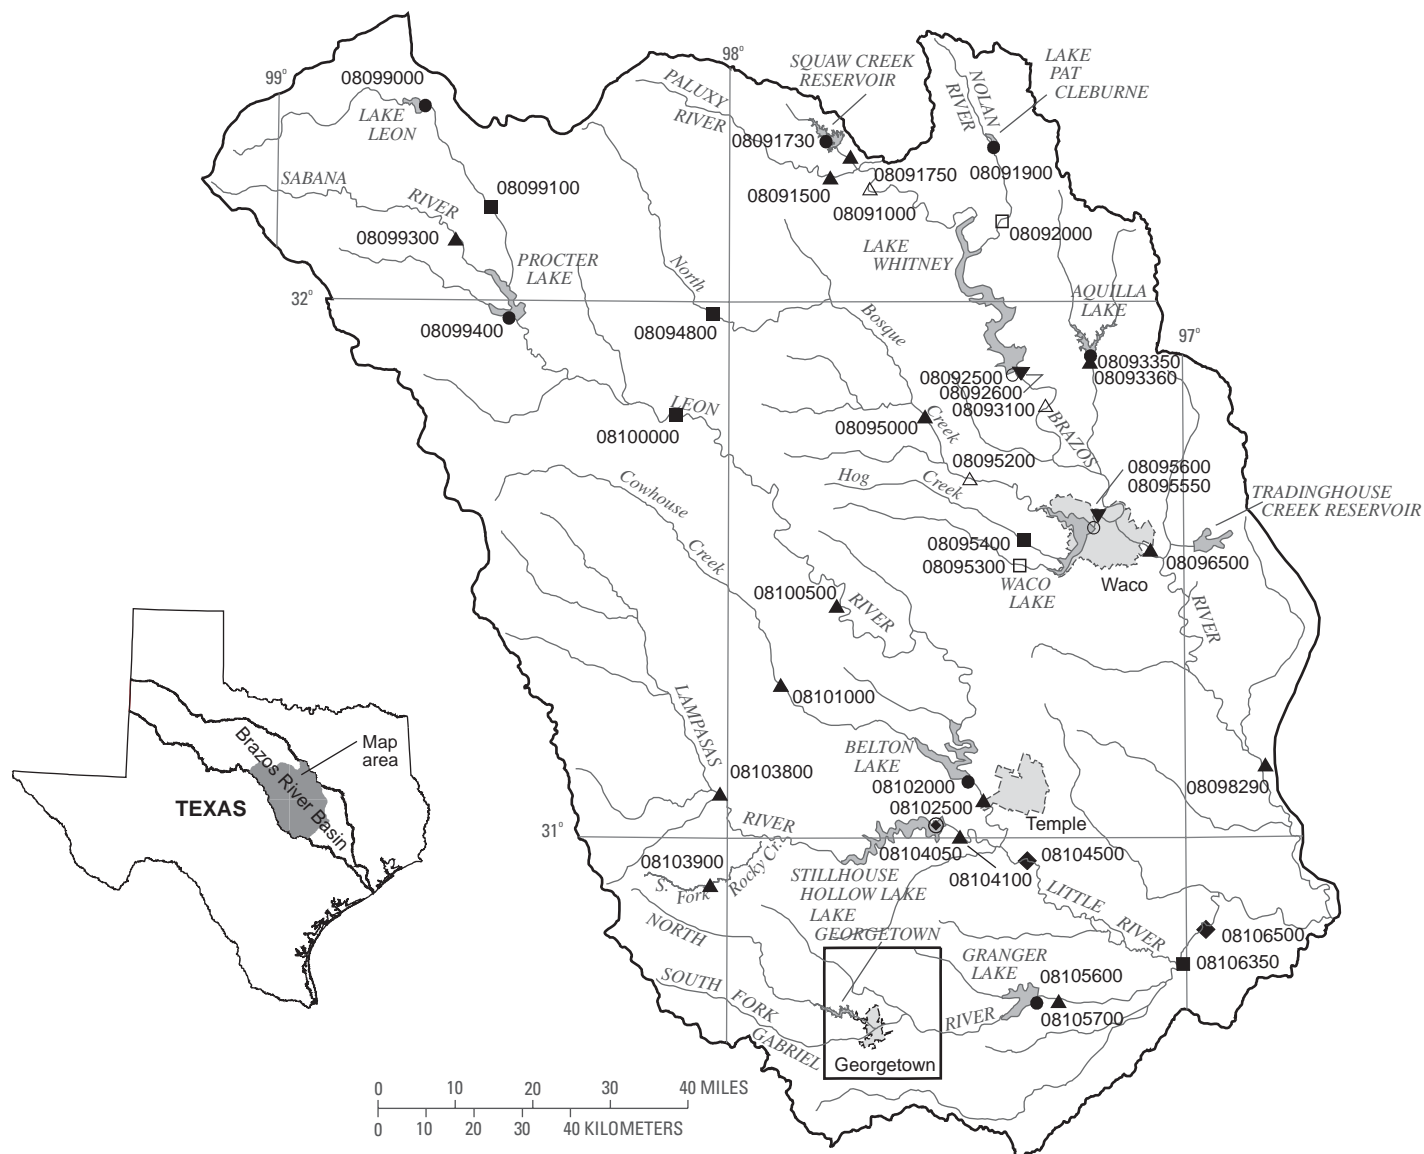 98°
99°
08099000
LAKE
LEON
PALUXY
RIVER
SQUAW CREEK
RESERVOIR
NOLAN
RIVER
LAKE
PAT
CLEBURNE
08091730
08091750
08091900
08091500
08091000
08092000
SABANA
RIVER
08099100
08099300
PROCTER
LAKE
LAKE
WHITNEY
North
Bosque
Creek
32°
08099400
08094800
AQUILLA
LAKE
97°
08093350
08093360
08092500
08092600
08093100
BRAZOS
LEON
08100000
08095000
08095200
Hog
Creek
08095600
08095550
TRADINGHOUSE
CREEK RESERVOIR
Cowhouse
Creek
08095400
08095300
WACO
LAKE
Waco
08096500
RIVER
08100500
RIVER
LAMPASAS
08101000
BELTON
LAKE
08103800
08102000
08102500
08098290
Temple
31°
RIVER
08103900
S. Fork
Rocky Cr.
08104050
08104100
08104500
STILLHOUSE
HOLLOW LAKE
LAKE
GEORGETOWN
LITTLE
RIVER
NORTH
SOUTH FORK
GABRIEL
RIVER
GRANGER
LAKE
08105600
08105700
08106500
08106350
Georgetown
Brazos River Basin
Map
area
TEXAS
0 10 20 30 40 MILES
0 10 20 30 40 KILOMETERS